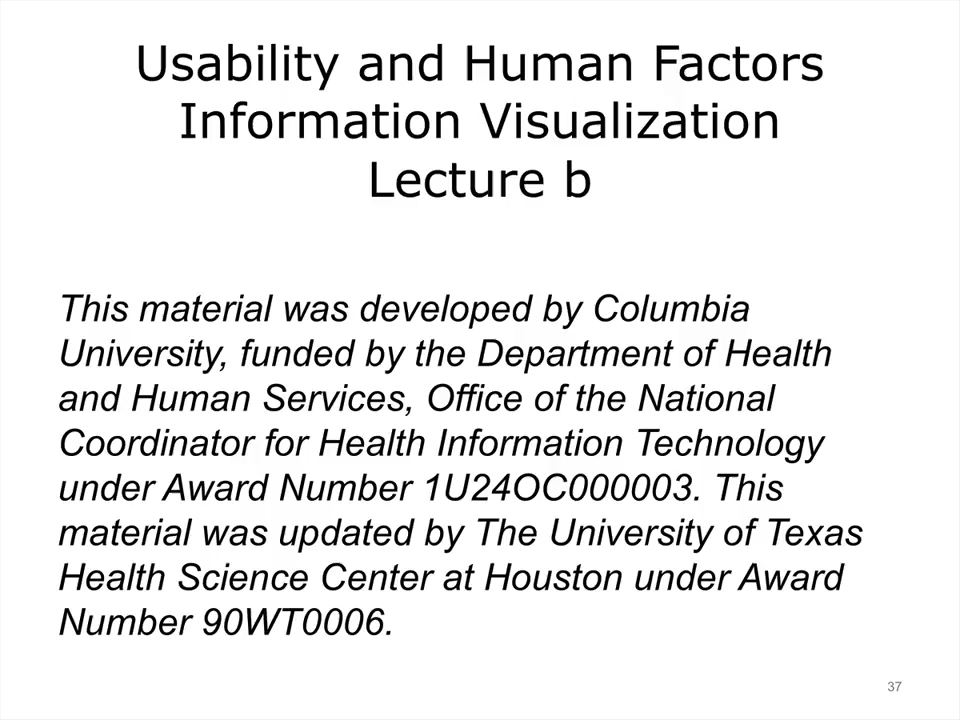 Usability and Human Factors
Information Visualization
Lecture b
This material was developed by Columbia
University, funded by the Department of Health
and Human Services, Office of the National
Coordinator for Health Information Technology
under Award Number 1U24OC000003. This
material was updated by The University of Texas
Health Science Center at Houston under Award
Number 90WT0006.
37